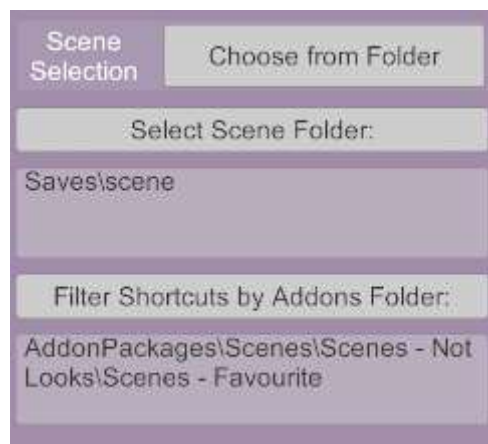 Scene
Selection
Choose from Folder
Select Scene Folder:
Saves\scene
Filter Shortcuts by Addons Folder:
AddonPackages\Scenes\Scenes - Not
Looks\Scenes - Favourite